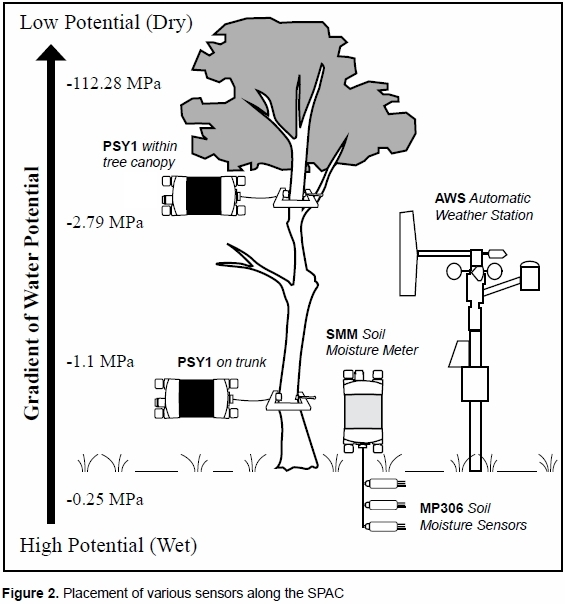 Low Potential (Dry)
-112.28 MPa
PSY1 within
tree canopy
AWS Automatic
Weather Station
-2.79 MPa
Gradient of Water Potential
SMM Soil
Moisture Meter
-1.1 MPa
PSY1 on trunk
-0.25 MPa
MP306 Soil
Moisture Sensors
High Potential (Wet)
Figure 2. Placement of various sensors along the SPAC